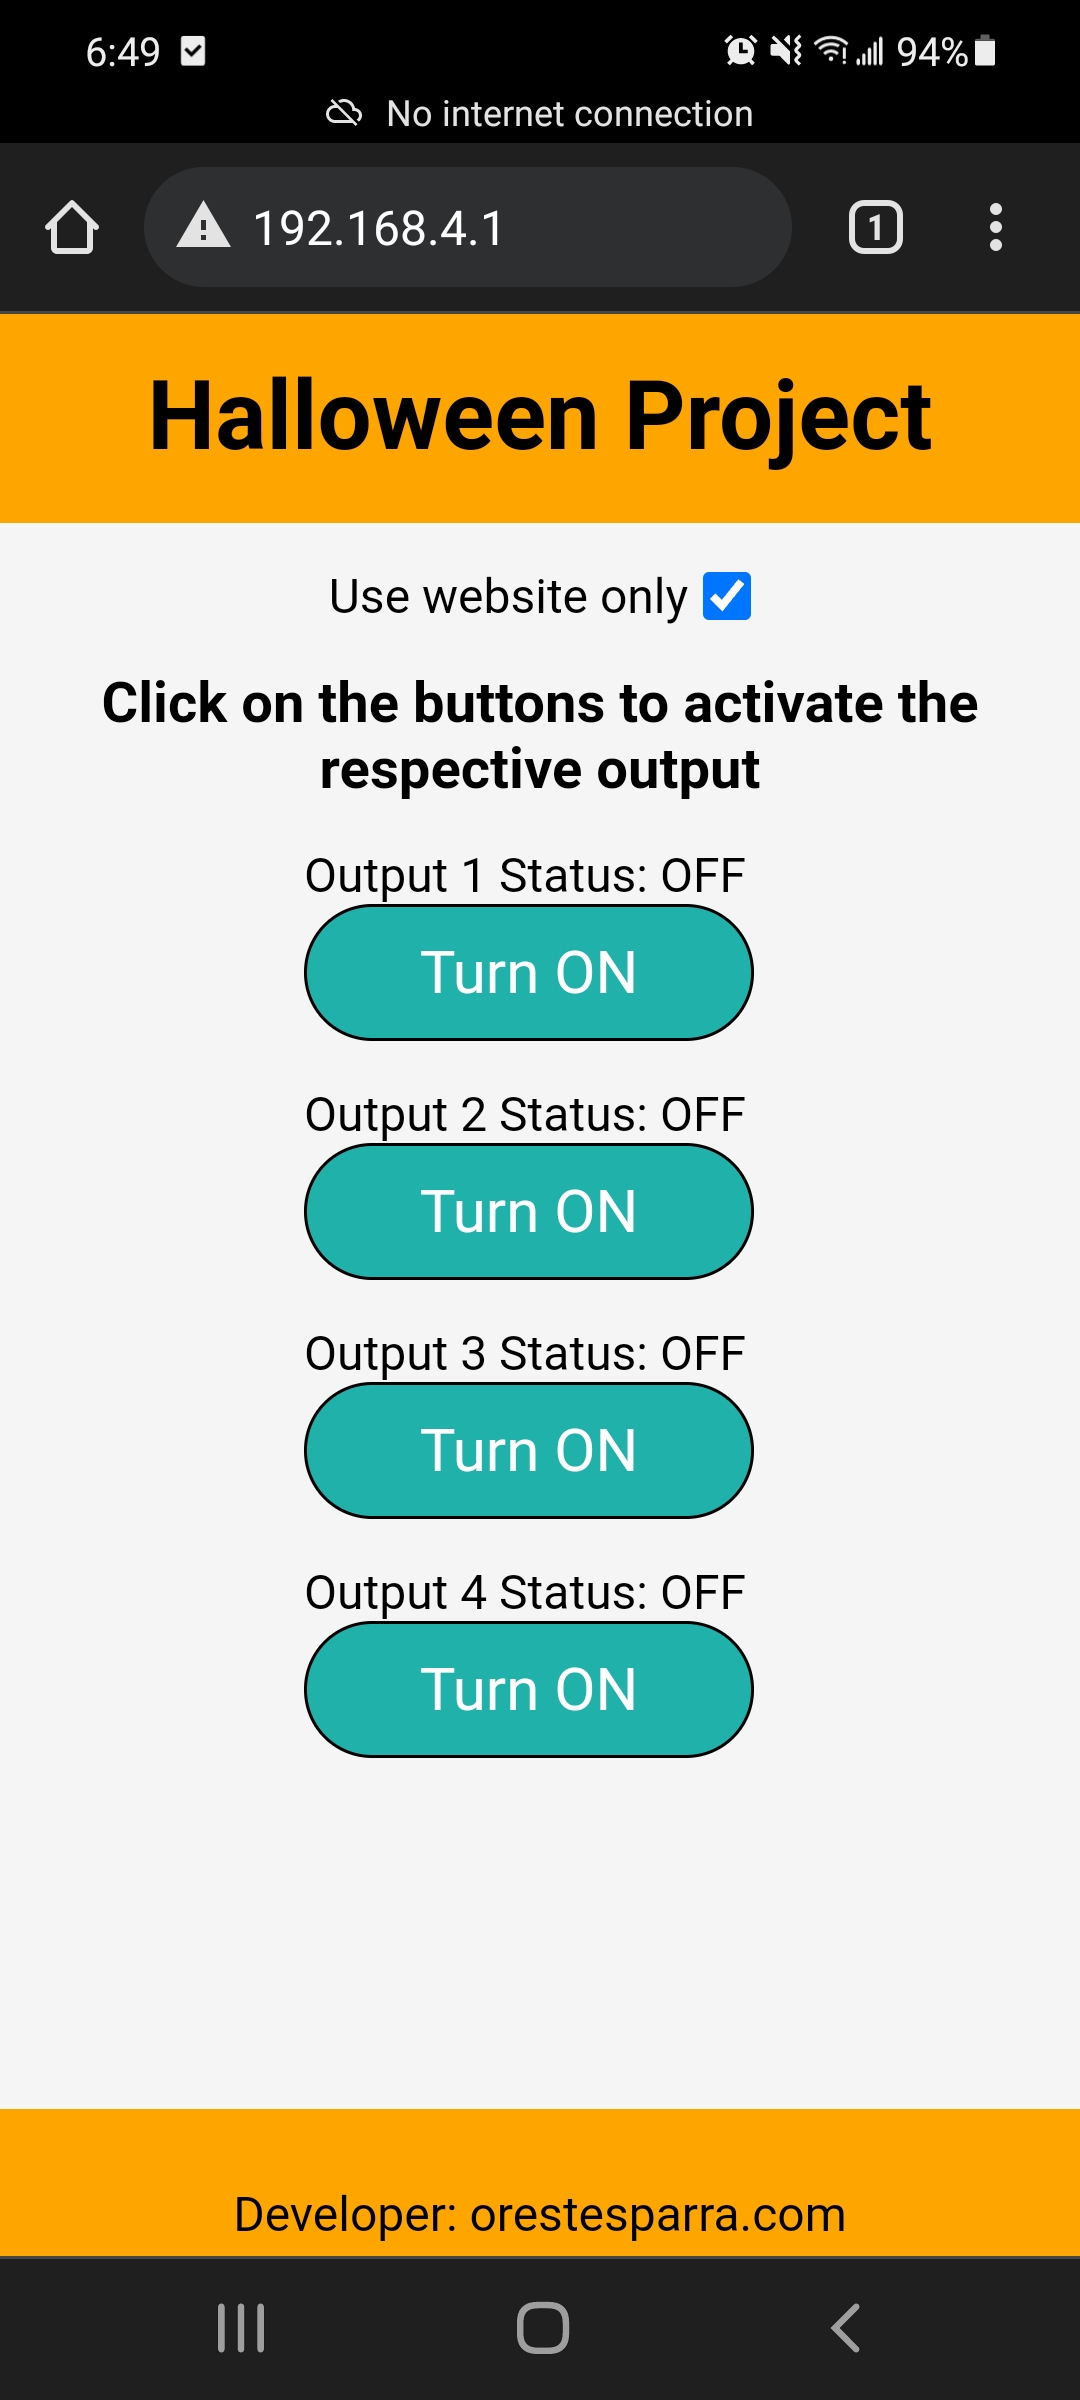 6:49 94%
No internet connection
192.168.4.1 1
Halloween Project
Use website only
Click on the buttons to activate the
respective output
Output 1 Status: OFF
Turn ON
Output 2 Status: OFF
Turn ON
Output 3 Status: OFF
Turn ON
Output 4 Status: OFF
Turn ON
Developer: orestesparra.com